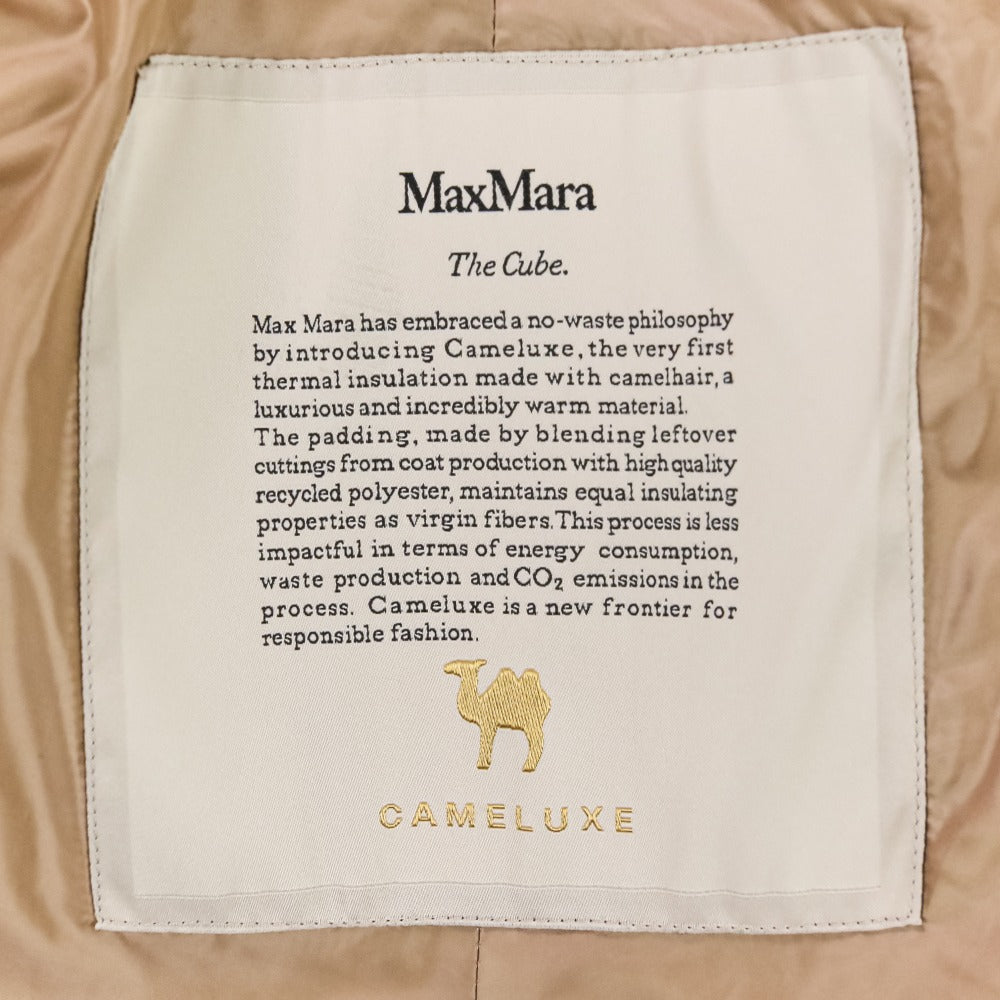 MaxMara
The Cube.
Max Mara has embraced a no-waste philosophy
by introducing Cameluxe, the very first
thermal insulation made with camelhair, a
luxurious and incredibly warm material.
The padding, made by blending leftover
cuttings from coat production with high quality
recycled polyester, maintains equal insulating
properties as virgin fibers. This process is less
impactful in terms of energy consumption,
waste production and CO₂ emissions in the
process. Cameluxe is a new frontier for
responsible fashion.
CAMELUXE